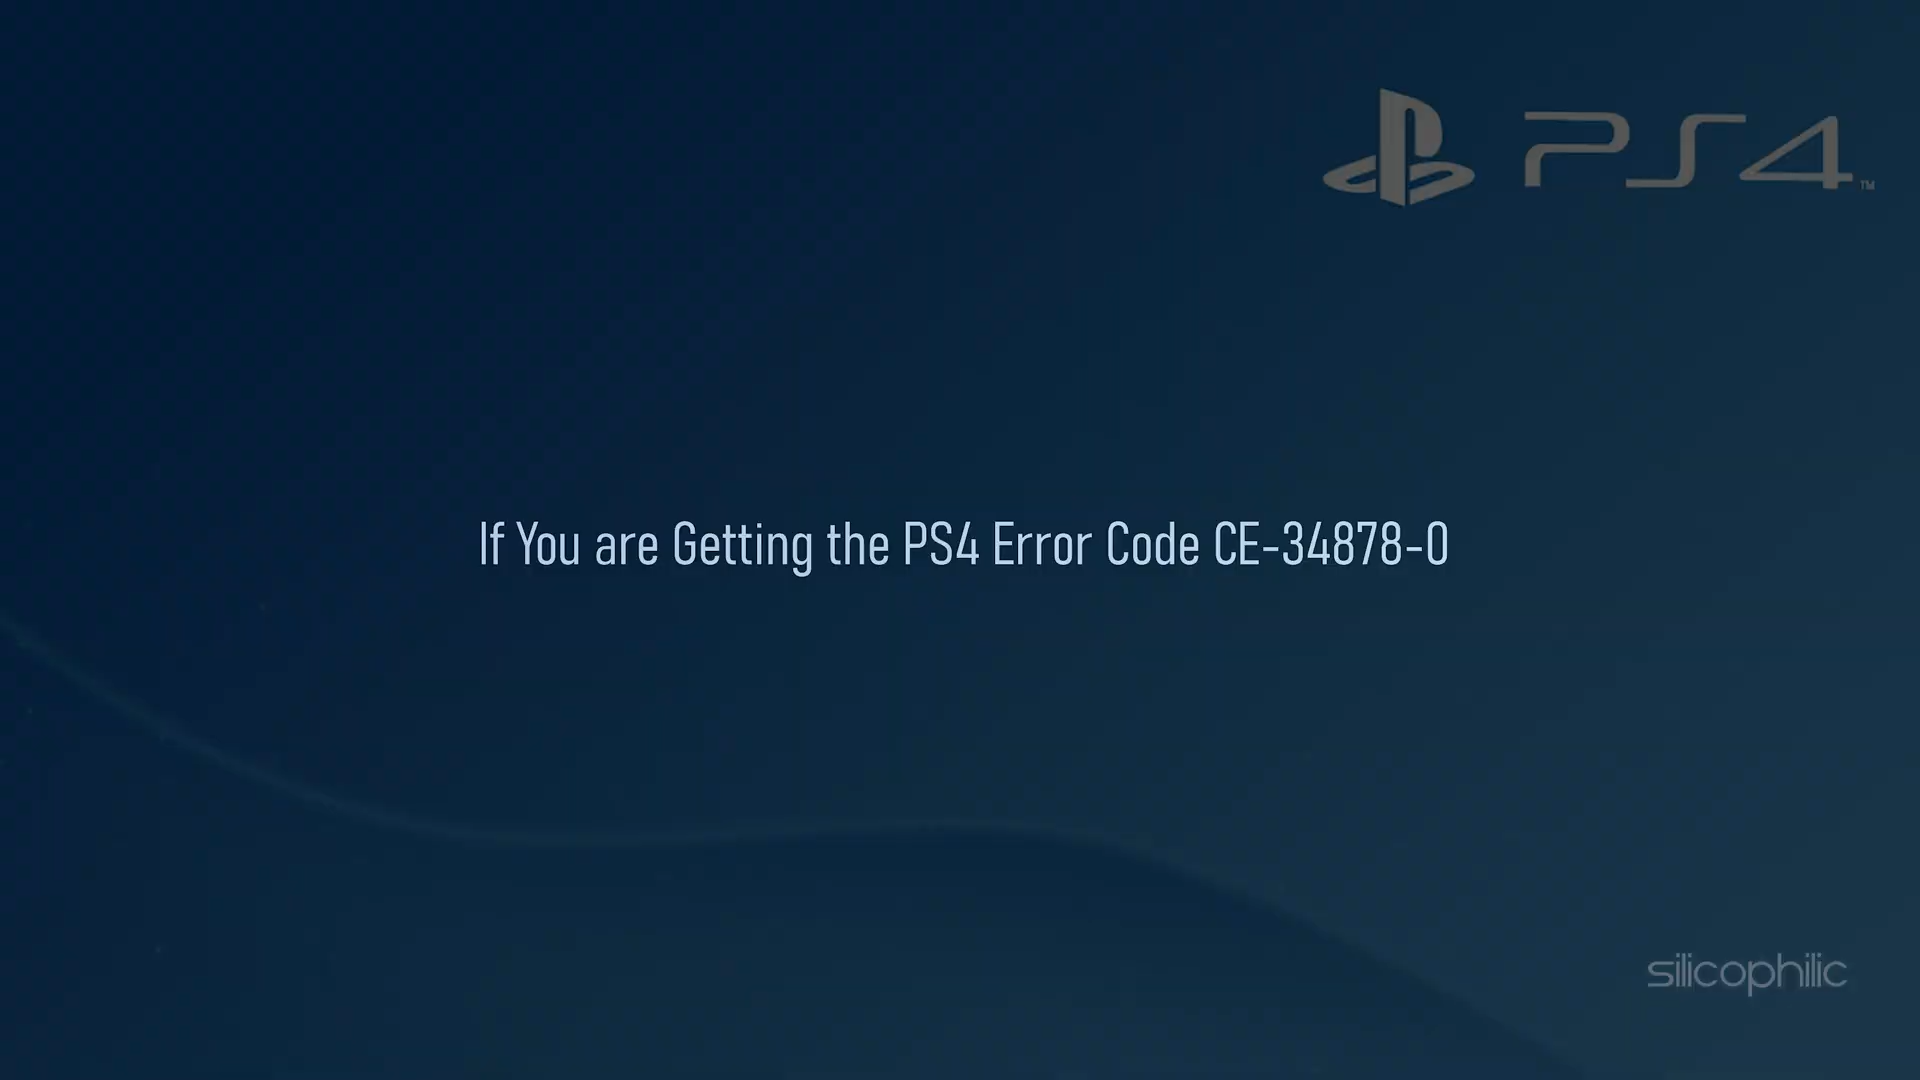 PS4™
If You are Getting the PS4 Error Code CE-34878-0
silicophilic